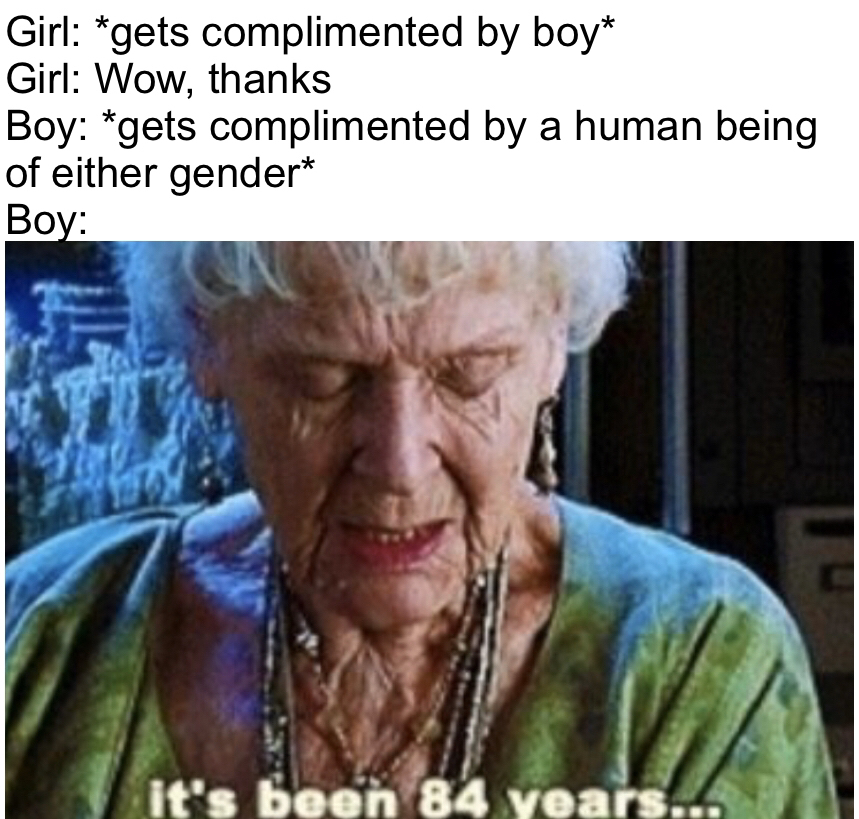 Girl: *gets complimented by boy*
Girl: Wow, thanks
Boy: *gets complimented by a human being
of either gender*
Boy:
it's been 84 years...